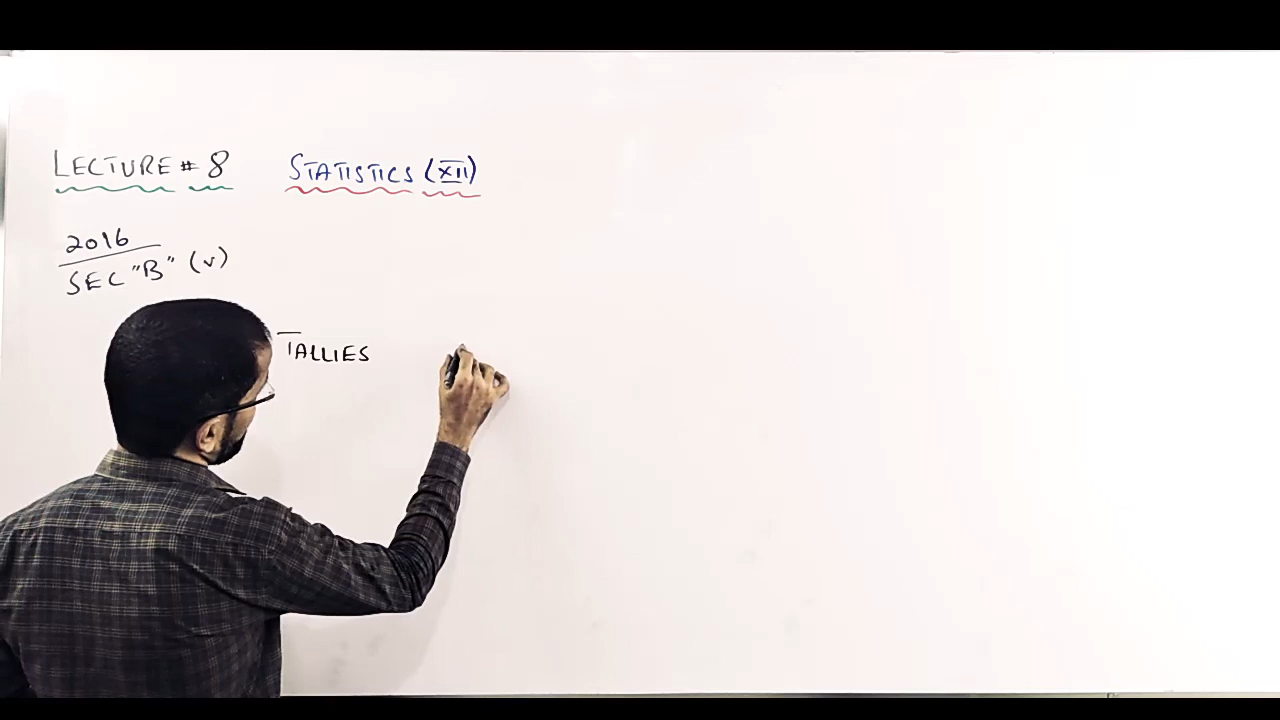 LECTURE # 8 STATISTICS (XII)
2016
SEC "B" (v)
TALLIES